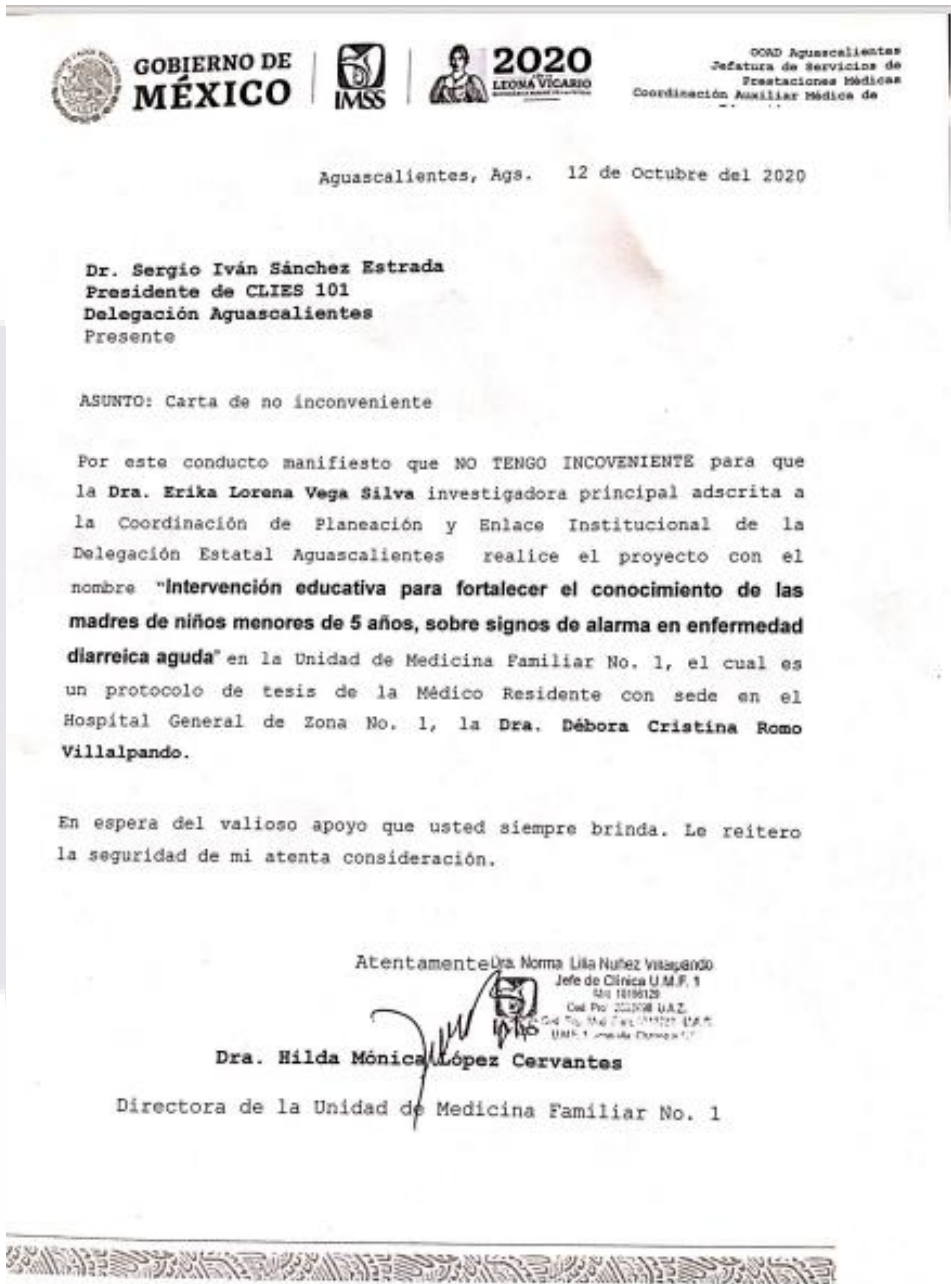 GOBIERNO DE
MÉXICO
IMSS
2020
LEONA VICARIO
OOAD Aguascalientes
Jefatura de Servicios de
Prestaciones Médicas
Coordinación Auxiliar Médica de
Aguascalientes, Ags. 12 de Octubre del 2020
Dr. Sergio Iván Sánchez Estrada
Presidente de CLIES 101
Delegación Aguascalientes
Presente
ASUNTO: Carta de no inconveniente
Por este conducto manifiesto que NO TENGO INCOVENIENTE para que
la Dra. Erika Lorena Vega Silva investigadora principal adscrita a
la Coordinación de Planeación y Enlace Institucional de la
Delegación Estatal Aguascalientes realice el proyecto con el
nombre "Intervención educativa para fortalecer el conocimiento de las
madres de niños menores de 5 años, sobre signos de alarma en enfermedad
diarreica aguda" en la Unidad de Medicina Familiar No. 1, el cual es
un protocolo de tesis de la Médico Residente con sede en el
Hospital General de Zona No. 1, la Dra. Débora Cristina Romo
Villalpando.
En espera del valioso apoyo que usted siempre brinda. Le reitero
la seguridad de mi atenta consideración.
Atentamente
Dra. Norma Lilia Nuñez Villalpando
Jefe de Clínica U.M.F. 1
Dra. Hilda Mónica López Cervantes
Directora de la Unidad de Medicina Familiar No. 1